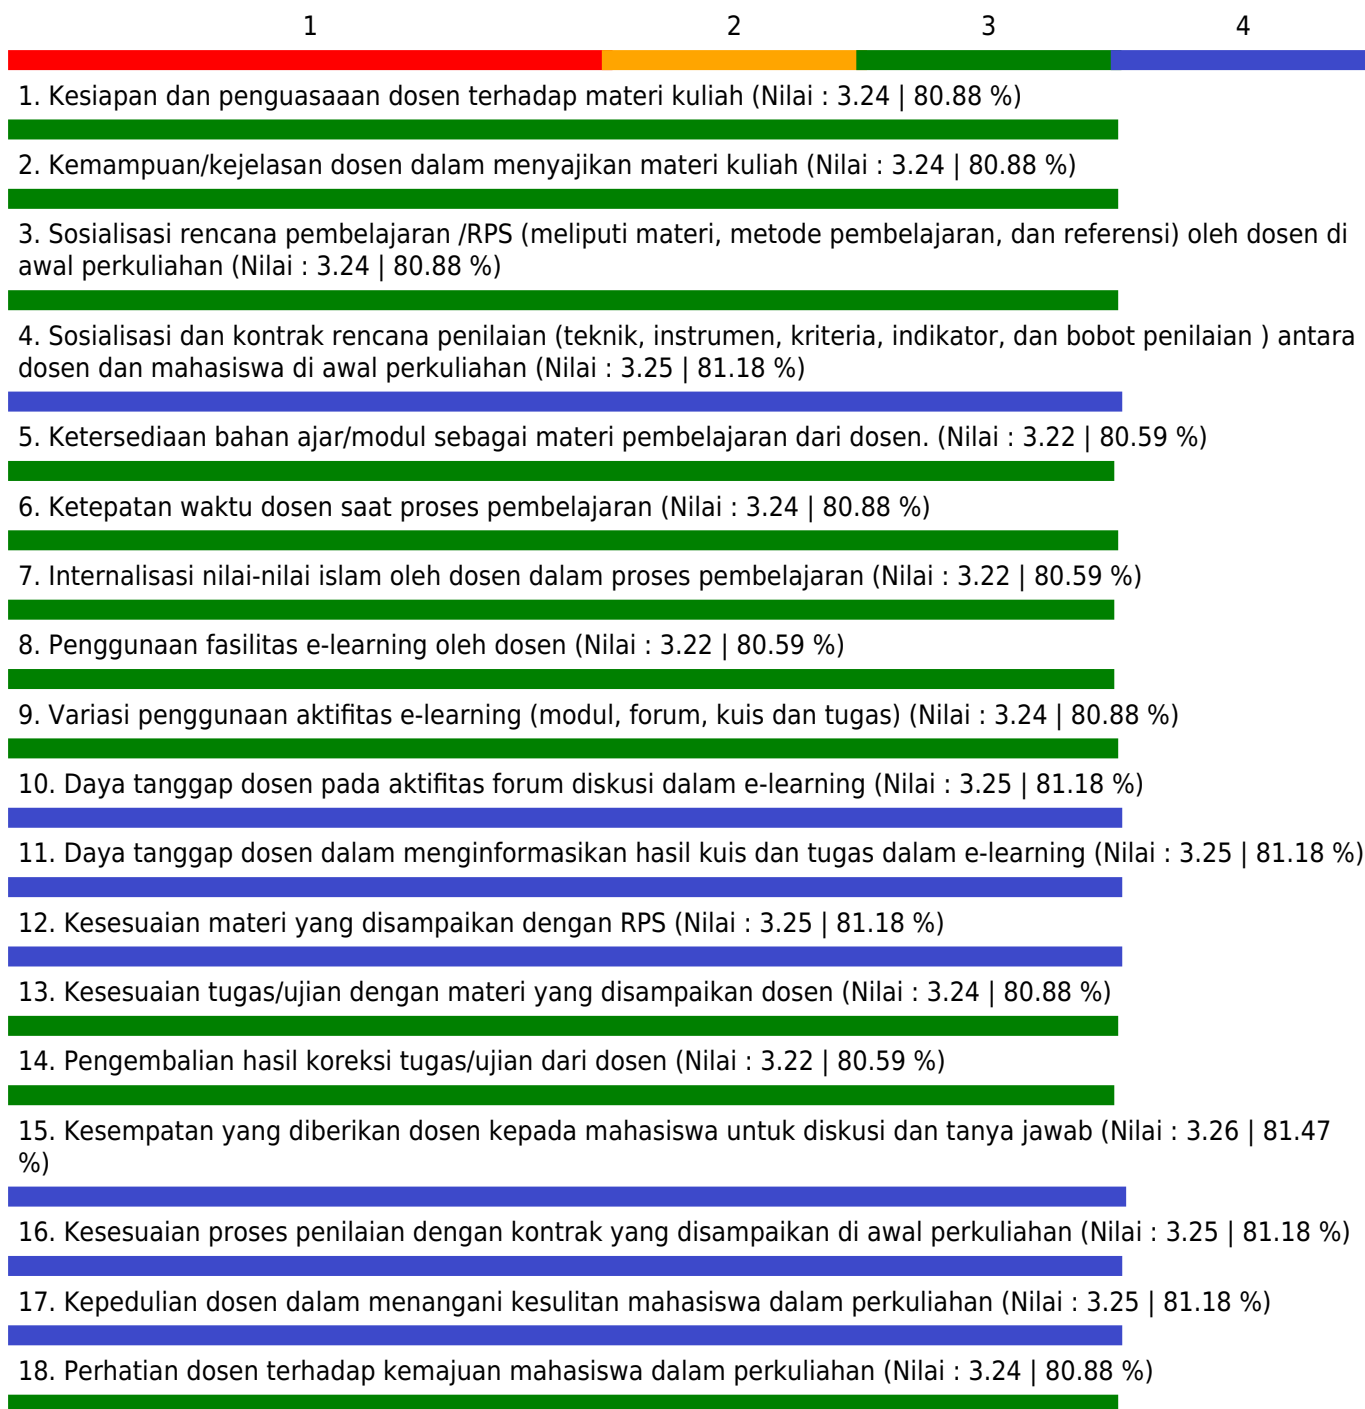 1 2 3 4
1. Kesiapan dan penguasaaan dosen terhadap materi kuliah (Nilai : 3.24 | 80.88 %)
2. Kemampuan/kejelasan dosen dalam menyajikan materi kuliah (Nilai : 3.24 | 80.88 %)
3. Sosialisasi rencana pembelajaran /RPS (meliputi materi, metode pembelajaran, dan referensi) oleh dosen di
awal perkuliahan (Nilai : 3.24 | 80.88 %)
4. Sosialisasi dan kontrak rencana penilaian (teknik, instrumen, kriteria, indikator, dan bobot penilaian ) antara
dosen dan mahasiswa di awal perkuliahan (Nilai : 3.25 | 81.18 %)
5. Ketersediaan bahan ajar/modul sebagai materi pembelajaran dari dosen. (Nilai : 3.22 | 80.59 %)
6. Ketepatan waktu dosen saat proses pembelajaran (Nilai : 3.24 | 80.88 %)
7. Internalisasi nilai-nilai islam oleh dosen dalam proses pembelajaran (Nilai : 3.22 | 80.59 %)
8. Penggunaan fasilitas e-learning oleh dosen (Nilai : 3.22 | 80.59 %)
9. Variasi penggunaan aktifitas e-learning (modul, forum, kuis dan tugas) (Nilai : 3.24 | 80.88 %)
10. Daya tanggap dosen pada aktifitas forum diskusi dalam e-learning (Nilai : 3.25 | 81.18 %)
11. Daya tanggap dosen dalam menginformasikan hasil kuis dan tugas dalam e-learning (Nilai : 3.25 | 81.18 %)
12. Kesesuaian materi yang disampaikan dengan RPS (Nilai : 3.25 | 81.18 %)
13. Kesesuaian tugas/ujian dengan materi yang disampaikan dosen (Nilai : 3.24 | 80.88 %)
14. Pengembalian hasil koreksi tugas/ujian dari dosen (Nilai : 3.22 | 80.59 %)
15. Kesempatan yang diberikan dosen kepada mahasiswa untuk diskusi dan tanya jawab (Nilai : 3.26 | 81.47
%)
16. Kesesuaian proses penilaian dengan kontrak yang disampaikan di awal perkuliahan (Nilai : 3.25 | 81.18 %)
17. Kepedulian dosen dalam menangani kesulitan mahasiswa dalam perkuliahan (Nilai : 3.25 | 81.18 %)
18. Perhatian dosen terhadap kemajuan mahasiswa dalam perkuliahan (Nilai : 3.24 | 80.88 %)